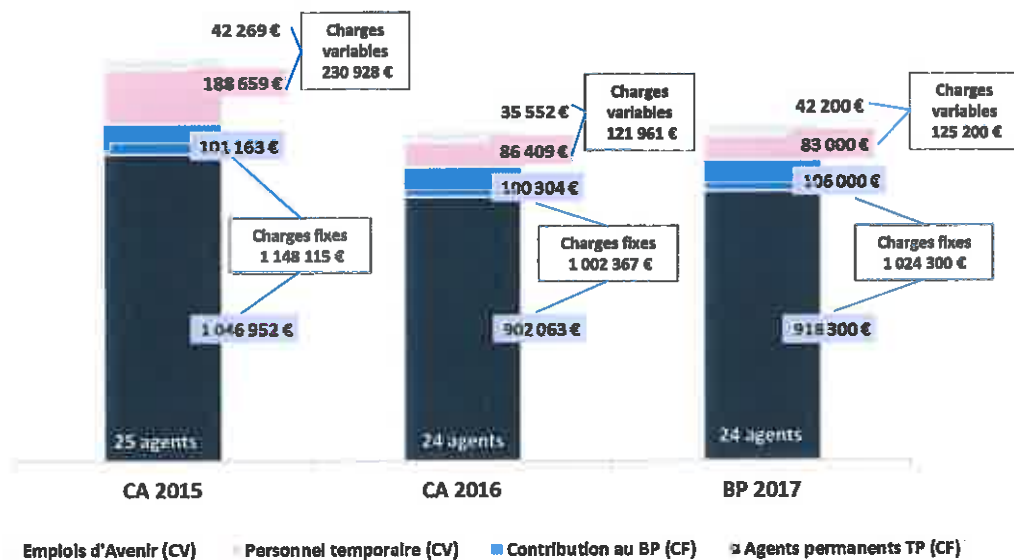 42 269 €
Charges
variables
230 928 €
188 659 €
101 163 €
Charges fixes
1 148 115 €
1 046 952 €
25 agents
35 552 €
Charges
variables
121 961 €
86 409 €
100 304 €
Charges fixes
1 002 367 €
902 063 €
24 agents
42 200 €
Charges
variables
125 200 €
83 000 €
106 000 €
Charges fixes
1 024 300 €
918 300 €
24 agents
CA 2015
CA 2016
BP 2017
Emplois d'Avenir (CV)
Personnel temporaire (CV)
Contribution au BP (CF)
Agents permanents TP (CF)